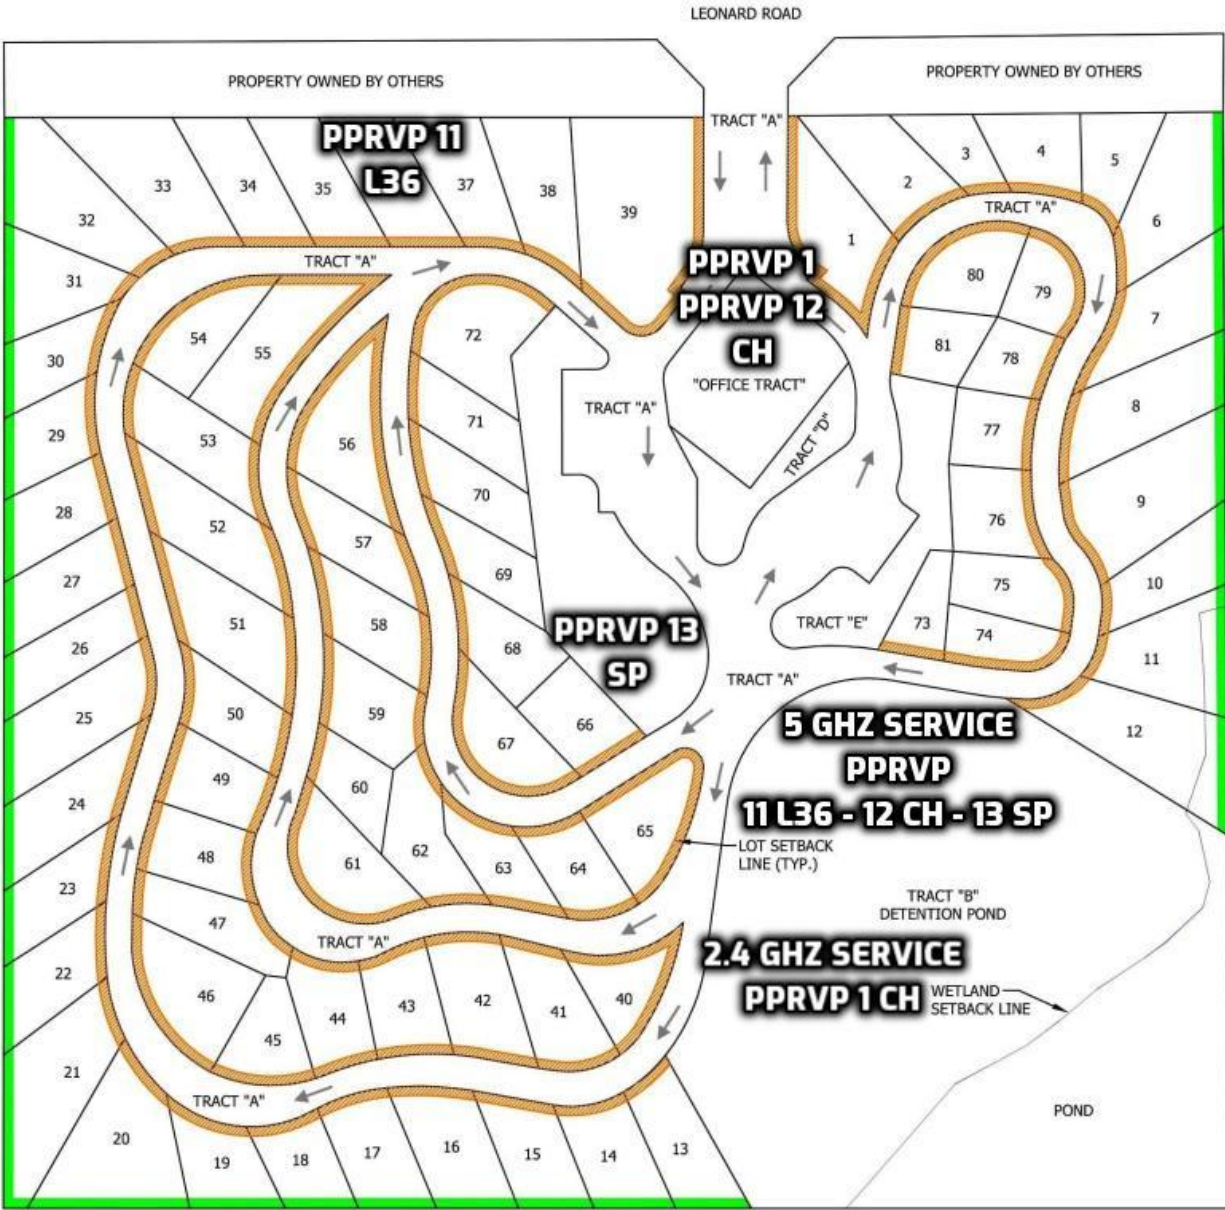 LEONARD ROAD
PROPERTY OWNED BY OTHERS
PROPERTY OWNED BY OTHERS
TRACT "A"
PPRVP 11
L36
33
34
35
37
38
39
32
31
30
29
28
27
26
25
24
23
22
21
20
19
18
17
16
15
14
13
1
2
3
4
5
6
7
8
9
10
11
12
TRACT "A"
TRACT "A"
PPRVP 1
PPRVP 12
CH
"OFFICE TRACT"
TRACT "D"
TRACT "A"
80
79
81
78
77
76
75
73
74
TRACT "E"
54
55
72
53
56
71
52
57
70
69
51
58
68
50
59
66
67
49
60
48
61
62
63
64
65
47
46
45
44
43
42
41
40
PPRVP 13
SP
TRACT "A"
5 GHZ SERVICE
PPRVP
11 L36 - 12 CH - 13 SP
LOT SETBACK
LINE (TYP.)
TRACT "B"
DETENTION POND
TRACT "A"
2.4 GHZ SERVICE
PPRVP 1 CH
WETLAND
SETBACK LINE
TRACT "A"
POND